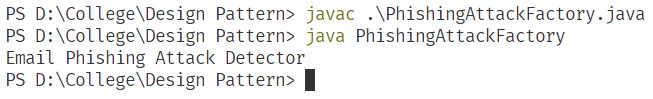 PS D:\College\Design Pattern> javac .\PhishingAttackFactory.java
PS D:\College\Design Pattern> java PhishingAttackFactory
Email Phishing Attack Detector
PS D:\College\Design Pattern>